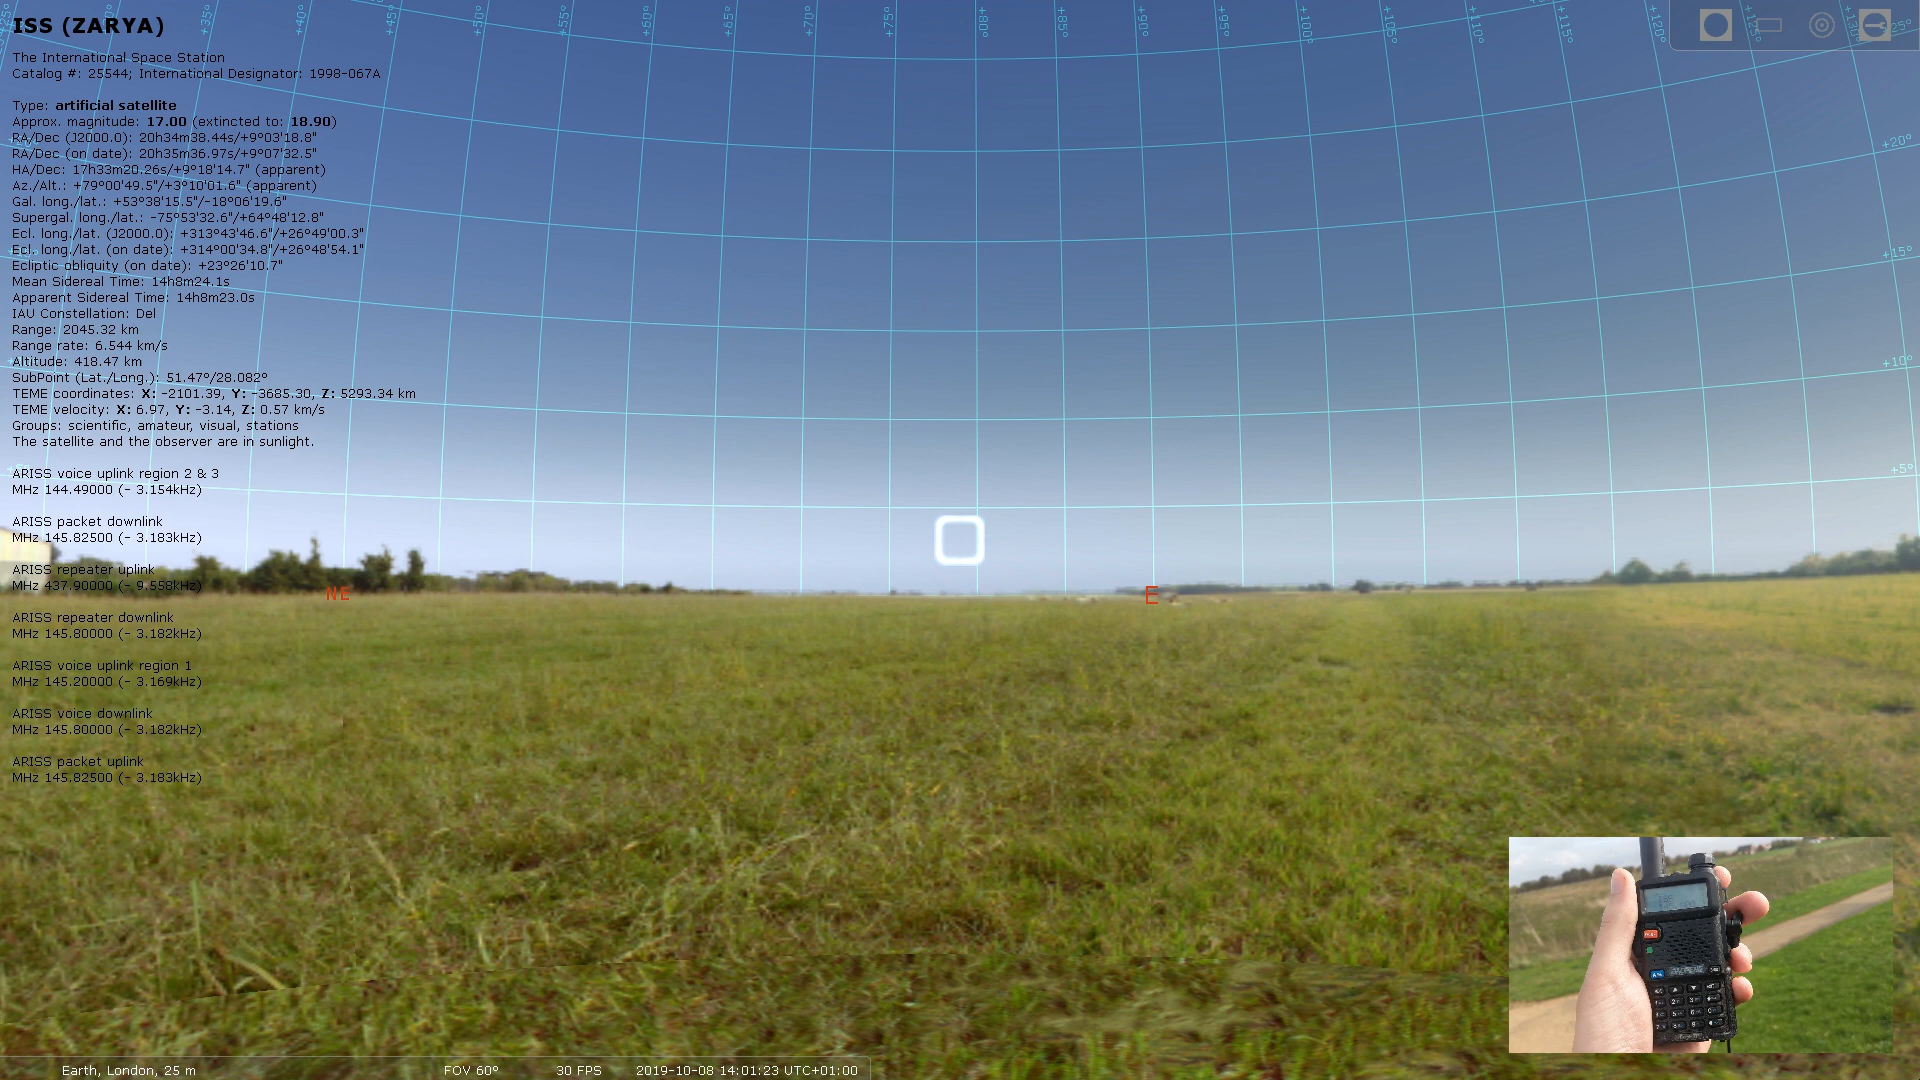 ISS (ZARYA)
The International Space Station
Catalog #: 25544; International Designator: 1998-067A
Type: artificial satellite
Approx. magnitude: 17.00 (extincted to: 18.90)
RA/Dec (J2000.0): 20h34m38.44s/+9°03'18.8"
RA/Dec (on date): 20h35m36.97s/+9°07'32.5"
HA/Dec: 17h33m20.26s/+9°18'14.7" (apparent)
Az./Alt.: +79°00'49.5"/+3°10'01.6" (apparent)
Gal. long./lat.: +53°38'15.5"/-18°06'19.6"
Supergal. long./lat.: -75°53'32.6"/+64°48'12.8"
Ecl. long./lat. (J2000.0): +313°43'46.6"/+26°49'00.3"
Ecl. long./lat. (on date): +314°00'34.8"/+26°48'54.1"
Ecliptic obliquity (on date): +23°26'10.7"
Mean Sidereal Time: 14h8m24.1s
Apparent Sidereal Time: 14h8m23.0s
IAU Constellation: Del
Range: 2045.32 km
Range rate: 6.544 km/s
Altitude: 418.47 km
SubPoint (Lat./Long.): 51.47°/28.082°
TEME coordinates: X: -2101.39, Y: -3685.30, Z: 5293.34 km
TEME velocity: X: 6.97, Y: -3.14, Z: 0.57 km/s
Groups: scientific, amateur, visual, stations
The satellite and the observer are in sunlight.
ARISS voice uplink region 2 & 3
MHz 144.49000 (- 3.154kHz)
ARISS packet downlink
MHz 145.82500 (- 3.183kHz)
ARISS repeater uplink
MHz 437.90000 (- 9.558kHz)
ARISS repeater downlink
MHz 145.80000 (- 3.182kHz)
ARISS voice uplink region 1
MHz 145.20000 (- 3.169kHz)
ARISS voice downlink
MHz 145.80000 (- 3.182kHz)
ARISS packet uplink
MHz 145.82500 (- 3.183kHz)
+35°
+40°
+45°
+50°
+55°
+60°
+65°
+70°
+75°
+80°
+85°
+90°
+95°
+100°
+105°
+110°
+115°
+120°
+125°
+130°
+25°
+20°
+15°
+10°
+5°
NE
E
Earth, London, 25 m
FOV 60°
30 FPS
2019-10-08 14:01:23 UTC+01:00